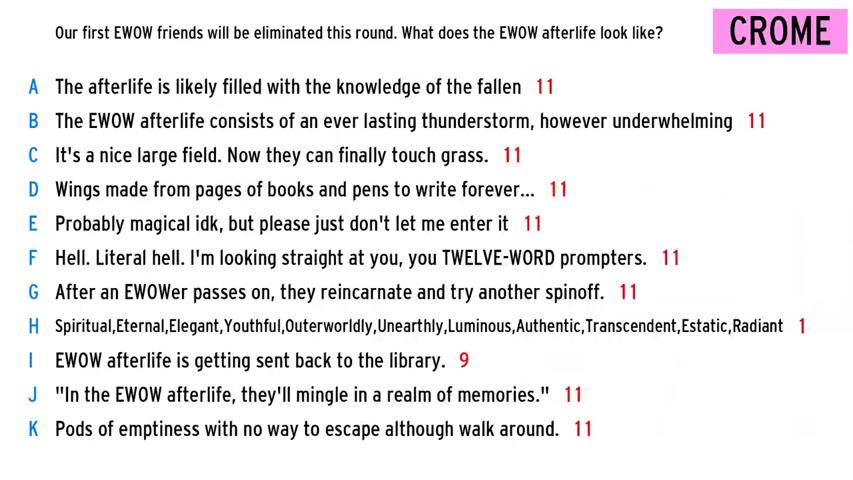 Our first EWOW friends will be eliminated this round. What does the EWOW afterlife look like?
CROME
A The afterlife is likely filled with the knowledge of the fallen 11
B The EWOW afterlife consists of an ever lasting thunderstorm, however underwhelming 11
C It's a nice large field. Now they can finally touch grass. 11
D Wings made from pages of books and pens to write forever... 11
E Probably magical idk, but please just don't let me enter it 11
F Hell. Literal hell. I'm looking straight at you, you TWELVE-WORD prompters. 11
G After an EWOWer passes on, they reincarnate and try another spinoff. 11
H Spiritual,Eternal,Elegant,Youthful,Outerworldly,Unearthly,Luminous,Authentic,Transcendent,Estatic,Radiant 1
I EWOW afterlife is getting sent back to the library. 9
J "In the EWOW afterlife, they'll mingle in a realm of memories." 11
K Pods of emptiness with no way to escape although walk around. 11